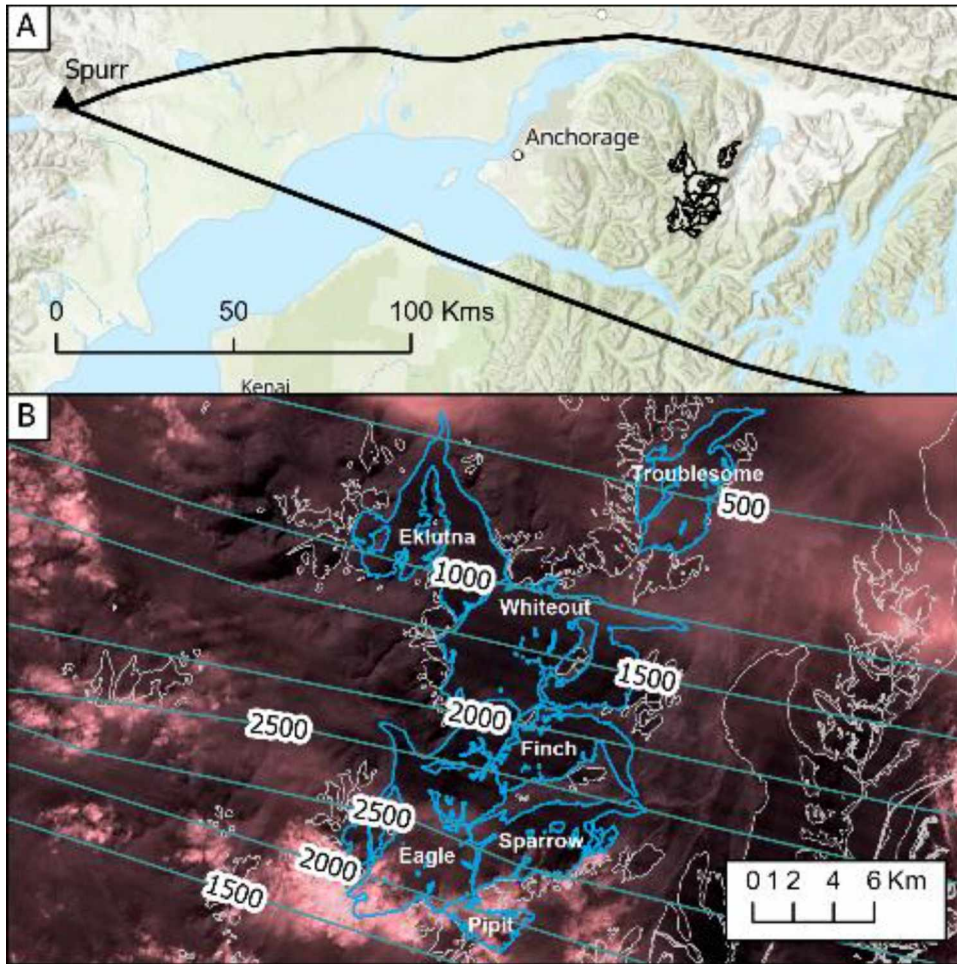 A
Spurr
Anchorage
0 50 100 Kms
Kenai
B
Troublesome
500
Eklutna
1000
Whiteout
1500
2000
2500
Finch
2500
Sparrow
Eagle
2000
1500
Pipit
0 1 2 4 6 Km